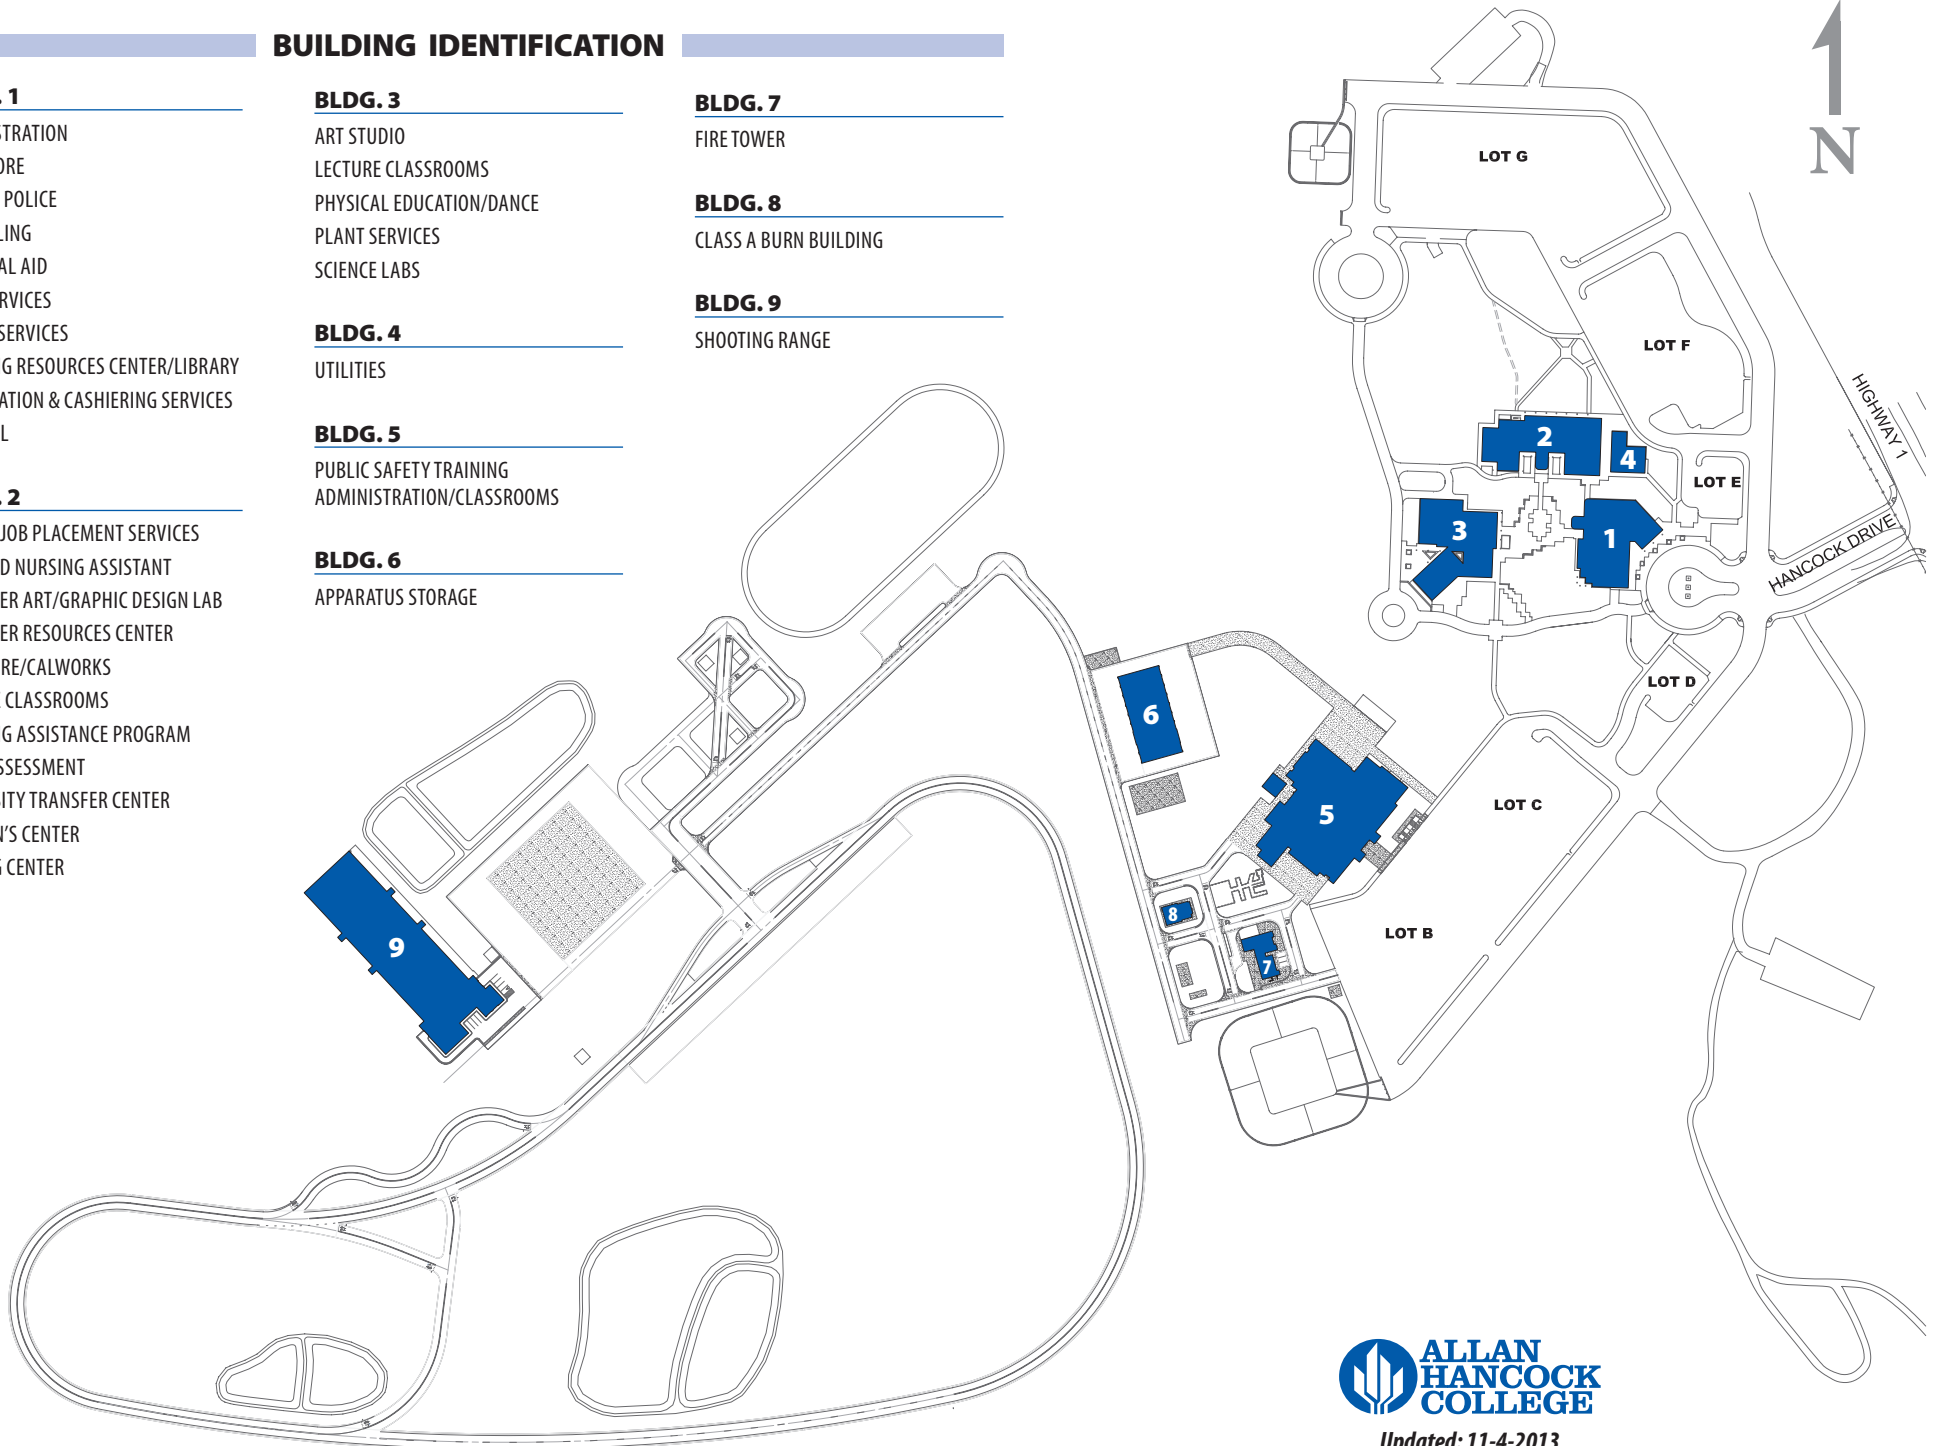 BUILDING IDENTIFICATION
. 1
STRATION
ORE
POLICE
LING
AL AID
RVICES
SERVICES
G RESOURCES CENTER/LIBRARY
ATION & CASHIERING SERVICES
L
. 2
JOB PLACEMENT SERVICES
D NURSING ASSISTANT
ER ART/GRAPHIC DESIGN LAB
ER RESOURCES CENTER
RE/CALWORKS
CLASSROOMS
G ASSISTANCE PROGRAM
SSESSMENT
SITY TRANSFER CENTER
N'S CENTER
G CENTER
BLDG. 3
ART STUDIO
LECTURE CLASSROOMS
PHYSICAL EDUCATION/DANCE
PLANT SERVICES
SCIENCE LABS
BLDG. 4
UTILITIES
BLDG. 5
PUBLIC SAFETY TRAINING
ADMINISTRATION/CLASSROOMS
BLDG. 6
APPARATUS STORAGE
BLDG. 7
FIRE TOWER
BLDG. 8
CLASS A BURN BUILDING
BLDG. 9
SHOOTING RANGE
N
LOT G
LOT F
HIGHWAY 1
2
4
LOT E
3
1
HANCOCK DRIVE
LOT D
6
5
LOT C
8
7
LOT B
9
ALLAN
HANCOCK
COLLEGE
Updated: 11-4-2013